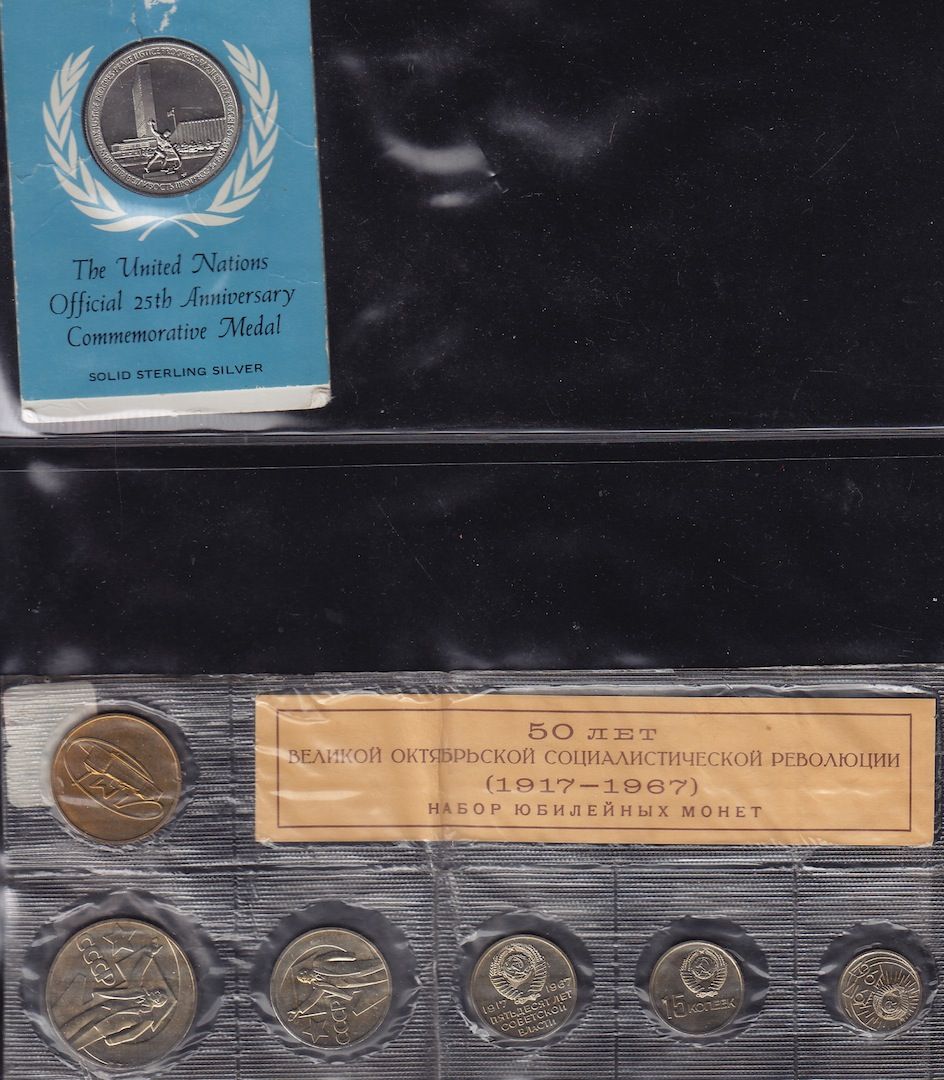 The United Nations
Official 25th Anniversary
Commemorative Medal
SOLID STERLING SILVER
50 ЛЕТ
ВЕЛИКОЙ ОКТЯБРЬСКОЙ СОЦИАЛИСТИЧЕСКОЙ РЕВОЛЮЦИИ
(1917–1967)
НАБОР ЮБИЛЕЙНЫХ МОНЕТ
СССР
СССР
1917 1967
ПЯТЬДЕСЯТ ЛЕТ
СОВЕТСКОЙ
ВЛАСТИ
15 КОПЕЕК